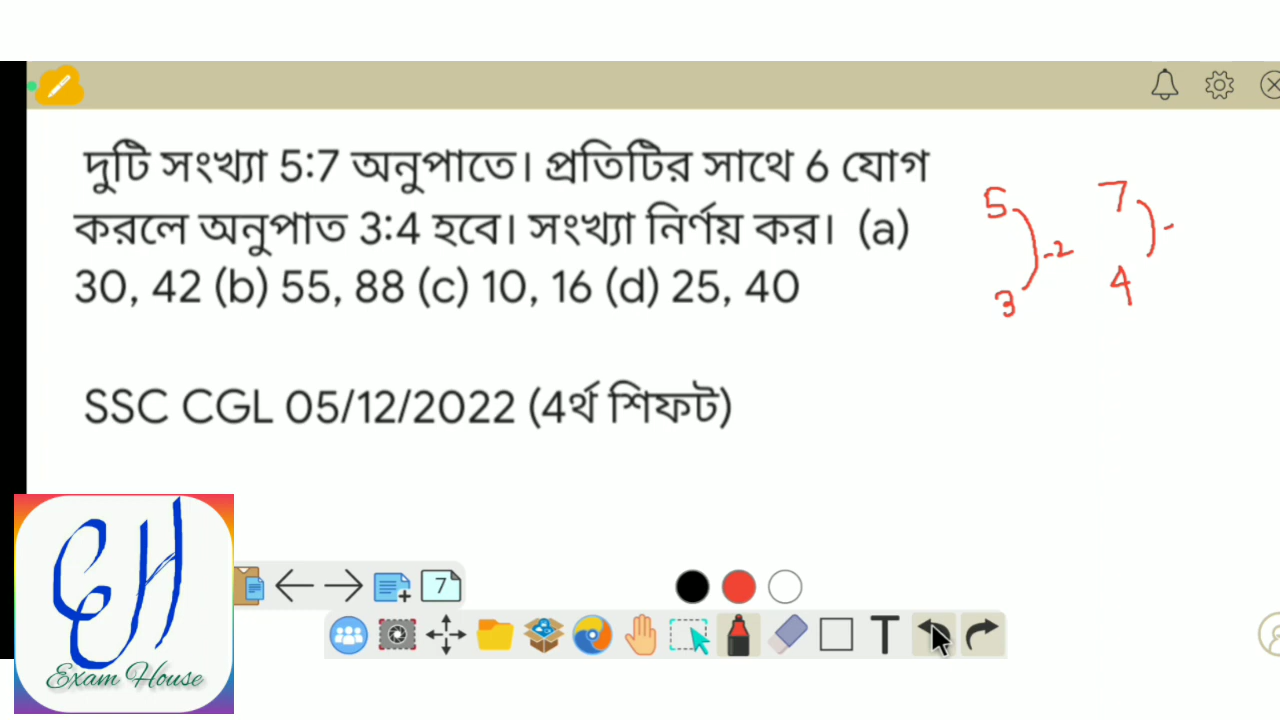 দুটি সংখ্যা 5:7 অনুপাতে। প্রতিটির সাথে 6 যোগ
করলে অনুপাত 3:4 হবে। সংখ্যা নির্ণয় কর। (a)
30, 42 (b) 55, 88 (c) 10, 16 (d) 25, 40
5 7
-2 -
3 4
SSC CGL 05/12/2022 (4র্থ শিফট)
7
T
EH
Exam House